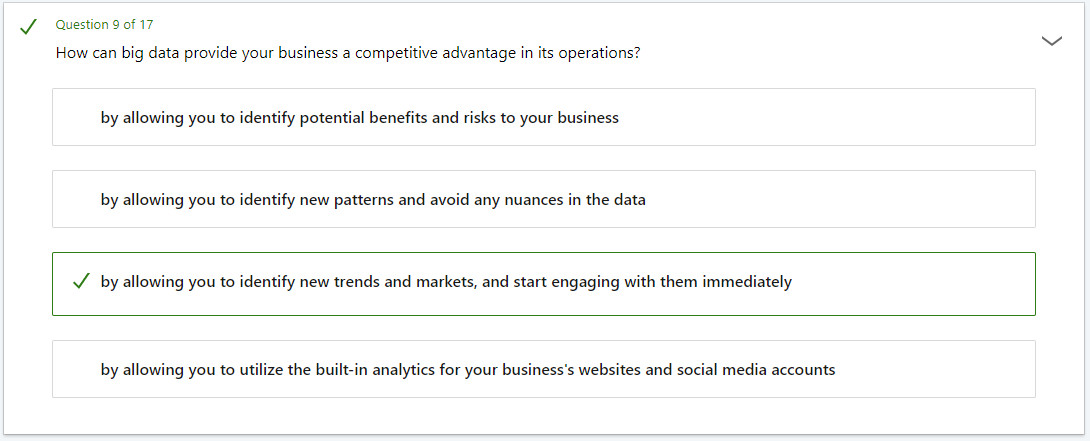 Question 9 of 17
How can big data provide your business a competitive advantage in its operations?
by allowing you to identify potential benefits and risks to your business
by allowing you to identify new patterns and avoid any nuances in the data
by allowing you to identify new trends and markets, and start engaging with them immediately
by allowing you to utilize the built-in analytics for your business's websites and social media accounts